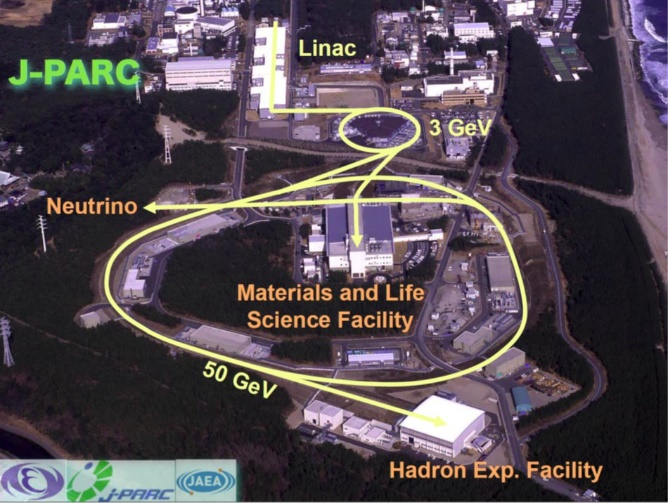 Linac
J-PARC
3 GeV
Neutrino
Materials and Life
Science Facility
50 GeV
Hadron Exp. Facility
J-PARC
JAEA